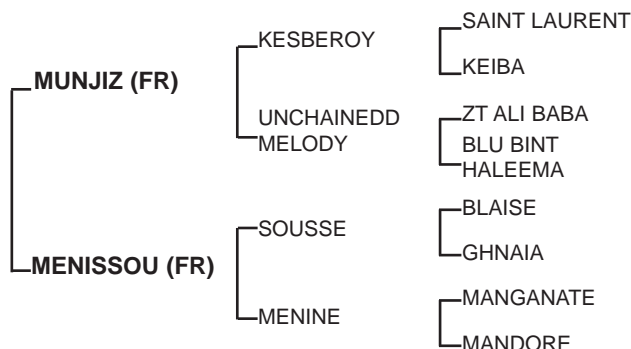 SAINT LAURENT
KESBEROY
KEIBA
MUNJIZ (FR)
UNCHAINEDD
MELODY
ZT ALI BABA
BLU BINT
HALEEMA
BLAISE
SOUSSE
GHNAIA
MENISSOU (FR)
MANGANATE
MENINE
MANDORE